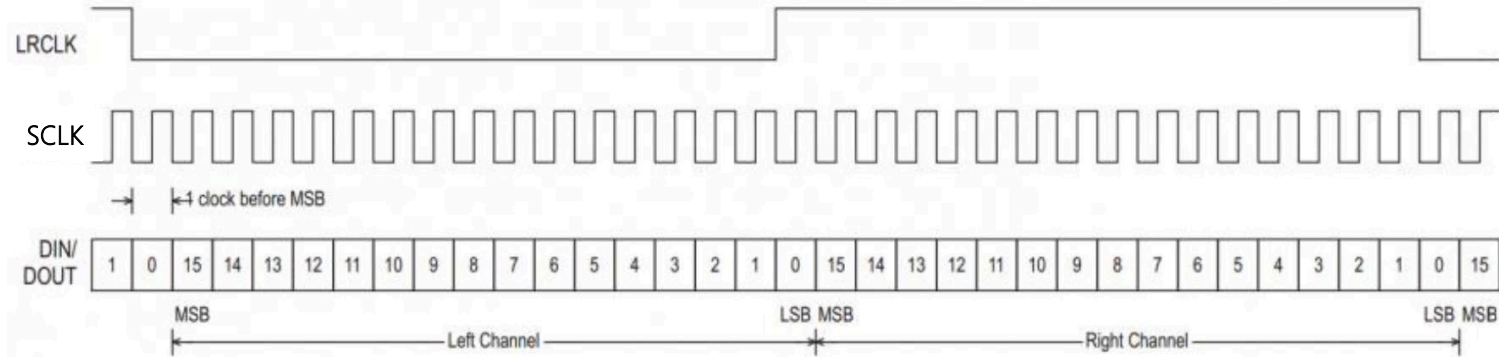 LRCLK
SCLK
1 clock before MSB
DIN/
DOUT
1 0 15 14 13 12 11 10 9 8 7 6 5 4 3 2 1 0 15 14 13 12 11 10 9 8 7 6 5 4 3 2 1 0 15
MSB LSB MSB LSB MSB
Left Channel Right Channel